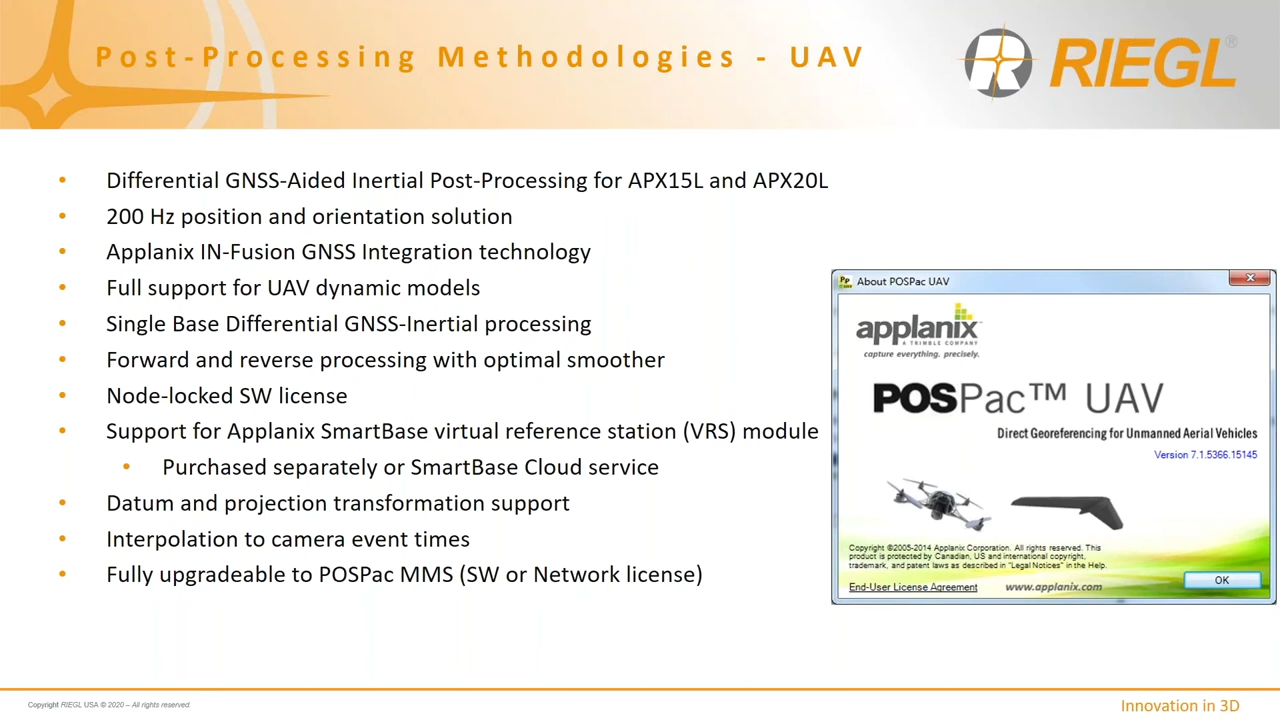 Post-Processing Methodologies - UAV
R RIEGL®
• Differential GNSS-Aided Inertial Post-Processing for APX15L and APX20L
• 200 Hz position and orientation solution
• Applanix IN-Fusion GNSS Integration technology
• Full support for UAV dynamic models
• Single Base Differential GNSS-Inertial processing
• Forward and reverse processing with optimal smoother
• Node-locked SW license
• Support for Applanix SmartBase virtual reference station (VRS) module
• Purchased separately or SmartBase Cloud service
• Datum and projection transformation support
• Interpolation to camera event times
• Fully upgradeable to POSPac MMS (SW or Network license)
About POSPac UAV
applanix
A TRIMBLE COMPANY
capture everything. precisely.
POSPac™ UAV
Direct Georeferencing for Unmanned Aerial Vehicles
Version 7.1.5366.15145
Copyright ©2005-2014 Applanix Corporation. All rights reserved. This
product is protected by Canadian, US and international copyright,
trademark, and patent laws as described in "Legal Notices" in the Help.
End-User License Agreement www.applanix.com OK
Copyright RIEGL USA © 2020 – All rights reserved.
Innovation in 3D